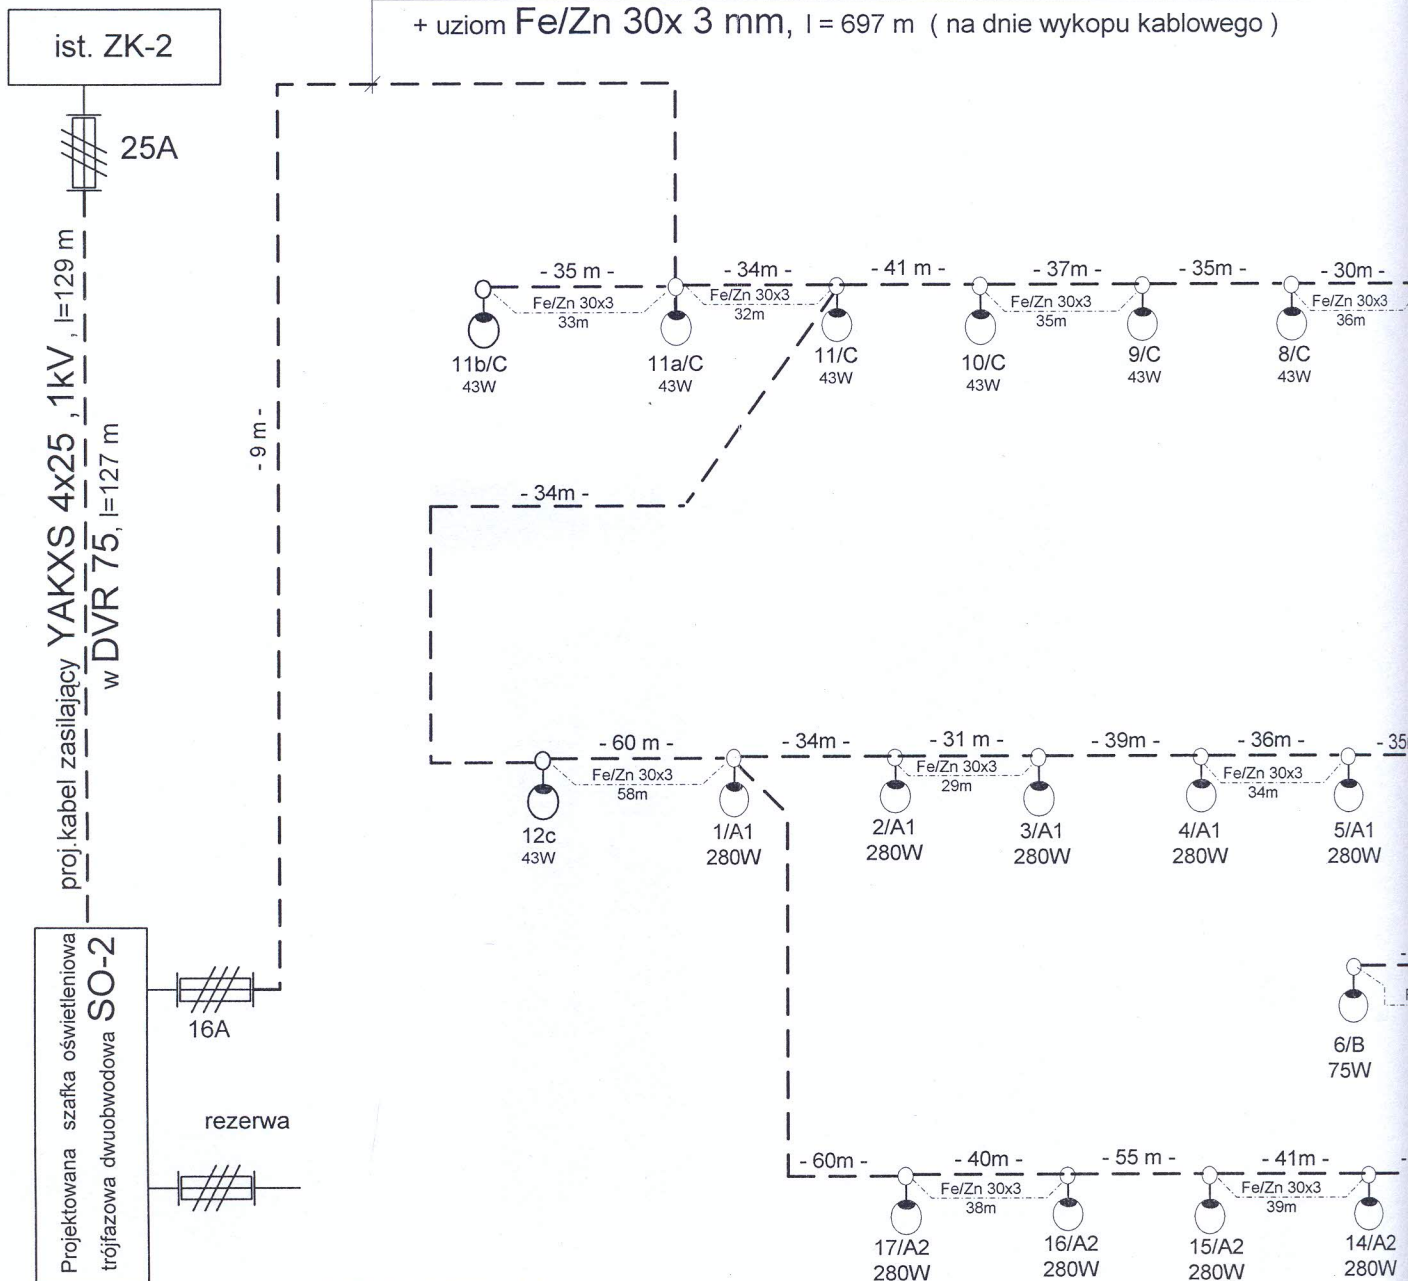 + uziom Fe/Zn 30x 3 mm, l = 697 m ( na dnie wykopu kablowego )
ist. ZK-2
25A
proj.kabel zasilający YAKXS 4x25 ,1kV , l=129 m
w DVR 75, l=127 m
- 9 m -
- 35 m -
- 34m -
- 41 m -
- 37m -
- 35m -
- 30m -
Fe/Zn 30x3
33m
Fe/Zn 30x3
32m
Fe/Zn 30x3
35m
Fe/Zn 30x3
36m
11b/C
43W
11a/C
43W
11/C
43W
10/C
43W
9/C
43W
8/C
43W
- 34m -
- 60 m -
- 34m -
- 31 m -
- 39m -
- 36m -
- 35
Fe/Zn 30x3
58m
Fe/Zn 30x3
29m
Fe/Zn 30x3
34m
12c
43W
1/A1
280W
2/A1
280W
3/A1
280W
4/A1
280W
5/A1
280W
Projektowana szafka oświetleniowa
trójfazowa dwuobwodowa SO-2
16A
rezerwa
6/B
75W
- 60m -
- 40m -
- 55 m -
- 41m -
Fe/Zn 30x3
38m
Fe/Zn 30x3
39m
17/A2
280W
16/A2
280W
15/A2
280W
14/A2
280W